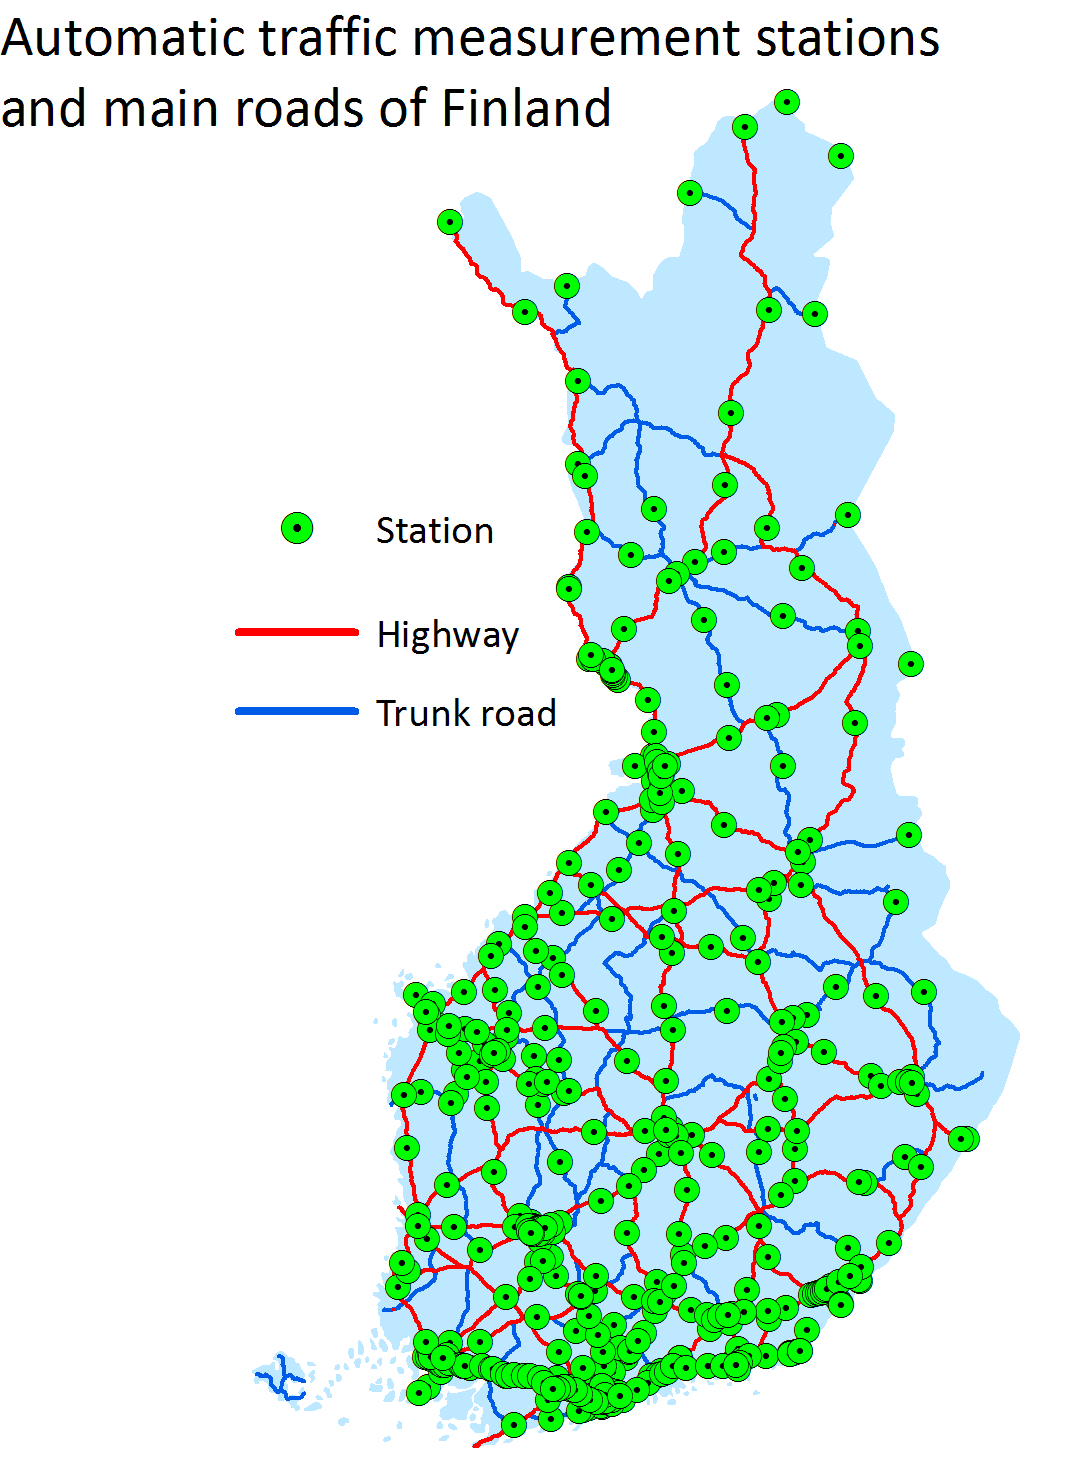 Automatic traffic measurement stations
and main roads of Finland
Station
Highway
Trunk road